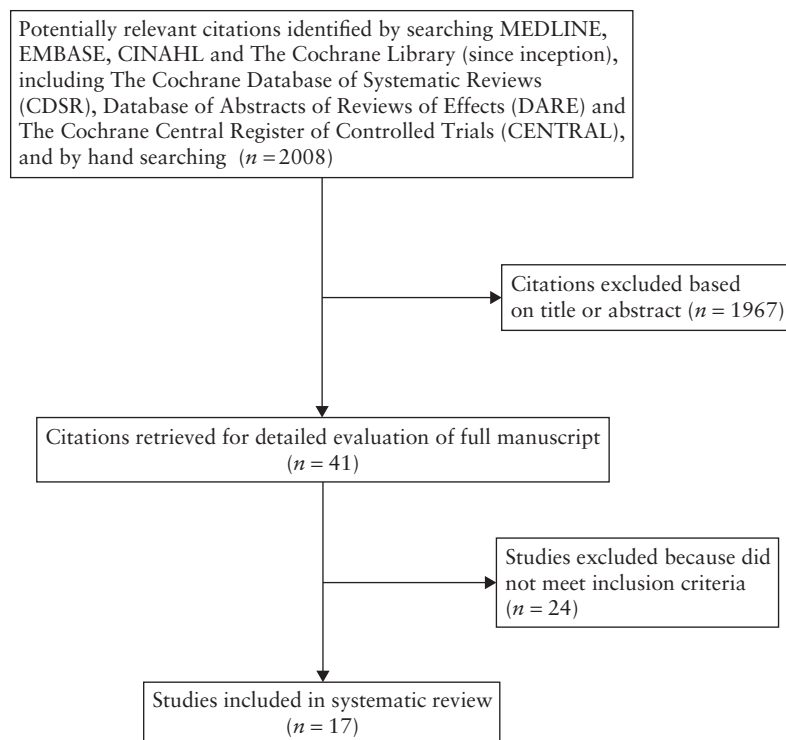 Potentially relevant citations identified by searching MEDLINE,
EMBASE, CINAHL and The Cochrane Library (since inception),
including The Cochrane Database of Systematic Reviews
(CDSR), Database of Abstracts of Reviews of Effects (DARE) and
The Cochrane Central Register of Controlled Trials (CENTRAL),
and by hand searching (n = 2008)
Citations excluded based
on title or abstract (n = 1967)
Citations retrieved for detailed evaluation of full manuscript
(n = 41)
Studies excluded because did
not meet inclusion criteria
(n = 24)
Studies included in systematic review
(n = 17)